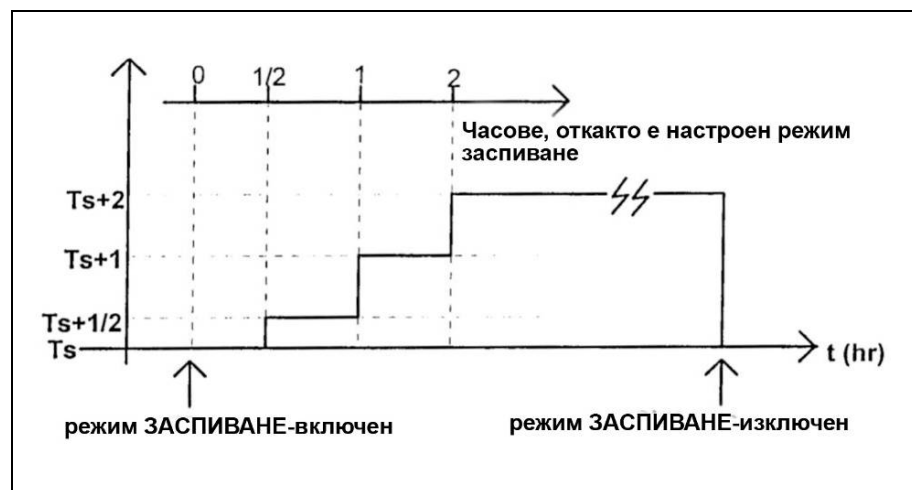 0 1/2 1 2
Часове, откакто е настроен режим
заспиване
Ts+2
Ts+1
Ts+1/2
Ts
t (hr)
режим ЗАСПИВАНЕ-включен
режим ЗАСПИВАНЕ-изключен